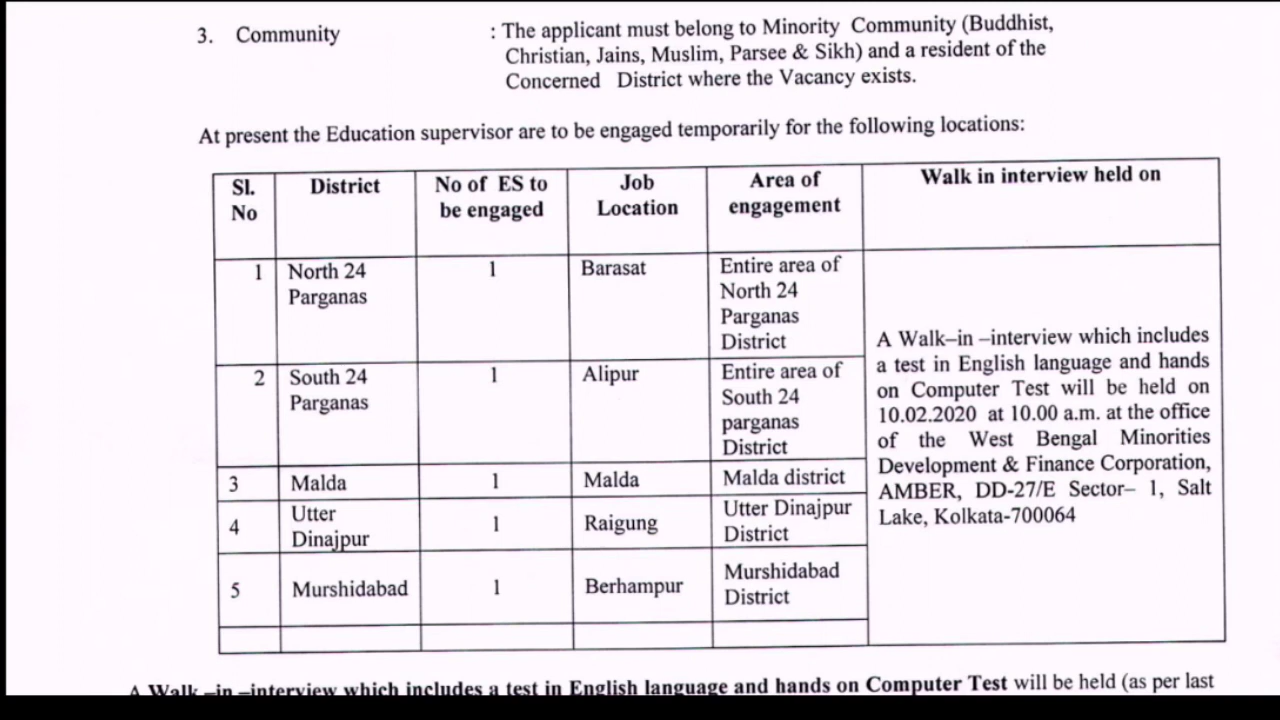 3. Community : The applicant must belong to Minority Community (Buddhist,
Christian, Jains, Muslim, Parsee & Sikh) and a resident of the
Concerned District where the Vacancy exists.
At present the Education supervisor are to be engaged temporarily for the following locations:
Sl. No
District
No of ES to be engaged
Job Location
Area of engagement
Walk in interview held on
1
North 24
Parganas
1
Barasat
Entire area of
North 24
Parganas
District
2
South 24
Parganas
1
Alipur
Entire area of
South 24
parganas
District
3
Malda
1
Malda
Malda district
4
Utter
Dinajpur
1
Raigung
Utter Dinajpur
District
5
Murshidabad
1
Berhampur
Murshidabad
District
A Walk–in –interview which includes
a test in English language and hands
on Computer Test will be held on
10.02.2020 at 10.00 a.m. at the office
of the West Bengal Minorities
Development & Finance Corporation,
AMBER, DD-27/E Sector– 1, Salt
Lake, Kolkata-700064
A Walk –in –interview which includes a test in English language and hands on Computer Test will be held (as per last